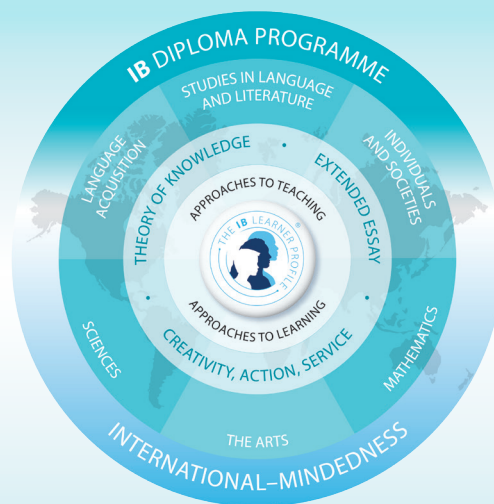 IB DIPLOMA PROGRAMME
STUDIES IN LANGUAGE
AND LITERATURE
LANGUAGE
ACQUISITION
INDIVIDUALS
AND SOCIETIES
THEORY OF KNOWLEDGE
•
EXTENDED ESSAY
APPROACHES TO TEACHING
• THE IB LEARNER PROFILE •
®
APPROACHES TO LEARNING
•
CREATIVITY, ACTION, SERVICE
•
SCIENCES
MATHEMATICS
THE ARTS
INTERNATIONAL–MINDEDNESS